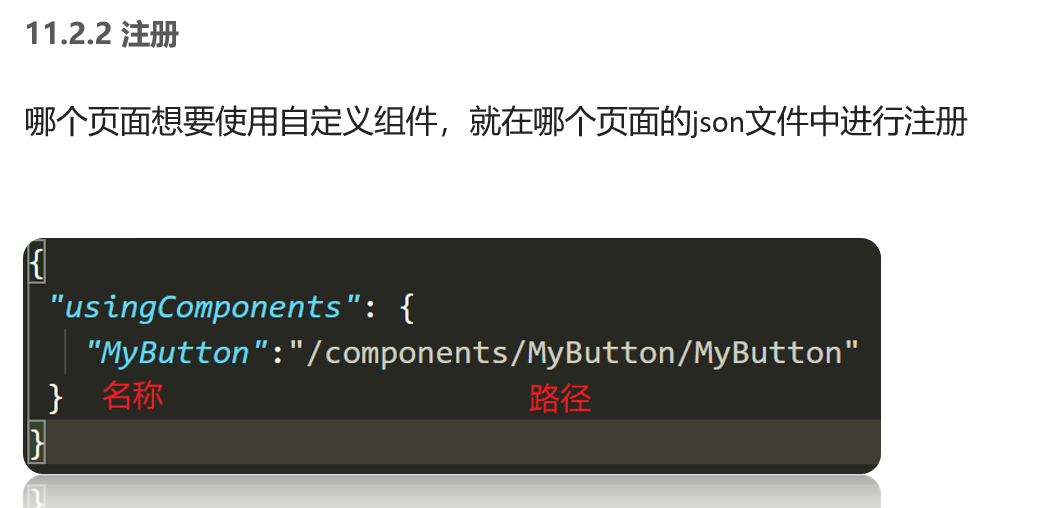 11.2.2 注册
哪个页面想要使用自定义组件，就在哪个页面的json文件中进行注册
{
"usingComponents": {
"MyButton":"/components/MyButton/MyButton"
} 名称 路径
}
}